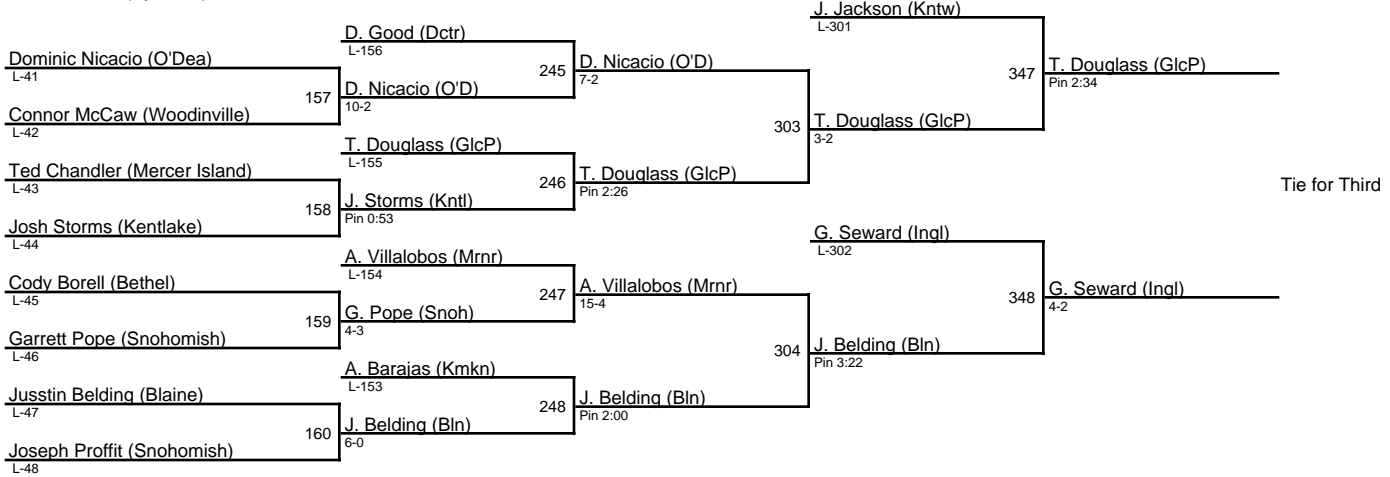 J. Jackson (Kntw)
L-301
D. Good (Dctr)
L-156
Dominic Nicacio (O'Dea)
L-41
245
D. Nicacio (O'D)
7-2
347
T. Douglass (GlcP)
Pin 2:34
157
D. Nicacio (O'D)
10-2
Connor McCaw (Woodinville)
L-42
303
T. Douglass (GlcP)
3-2
T. Douglass (GlcP)
L-155
Ted Chandler (Mercer Island)
L-43
246
T. Douglass (GlcP)
Pin 2:26
Tie for Third
158
J. Storms (Kntl)
Pin 0:53
Josh Storms (Kentlake)
L-44
G. Seward (Ingl)
L-302
A. Villalobos (Mrnr)
L-154
Cody Borell (Bethel)
L-45
247
A. Villalobos (Mrnr)
15-4
348
G. Seward (Ingl)
4-2
159
G. Pope (Snoh)
4-3
Garrett Pope (Snohomish)
L-46
304
J. Belding (Bln)
Pin 3:22
A. Barajas (Kmkn)
L-153
Jusstin Belding (Blaine)
L-47
248
J. Belding (Bln)
Pin 2:00
160
J. Belding (Bln)
6-0
Joseph Proffit (Snohomish)
L-48